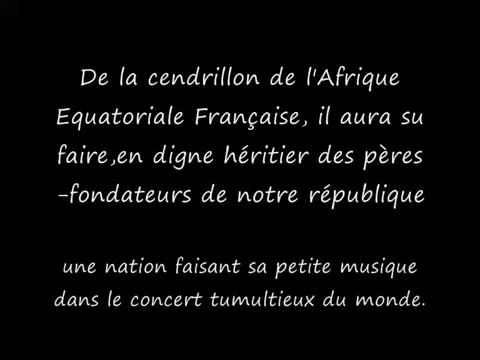 De la cendrillon de l'Afrique
Equatoriale Française, il aura su
faire,en digne héritier des pères
-fondateurs de notre république
une nation faisant sa petite musique
dans le concert tumultieux du monde.